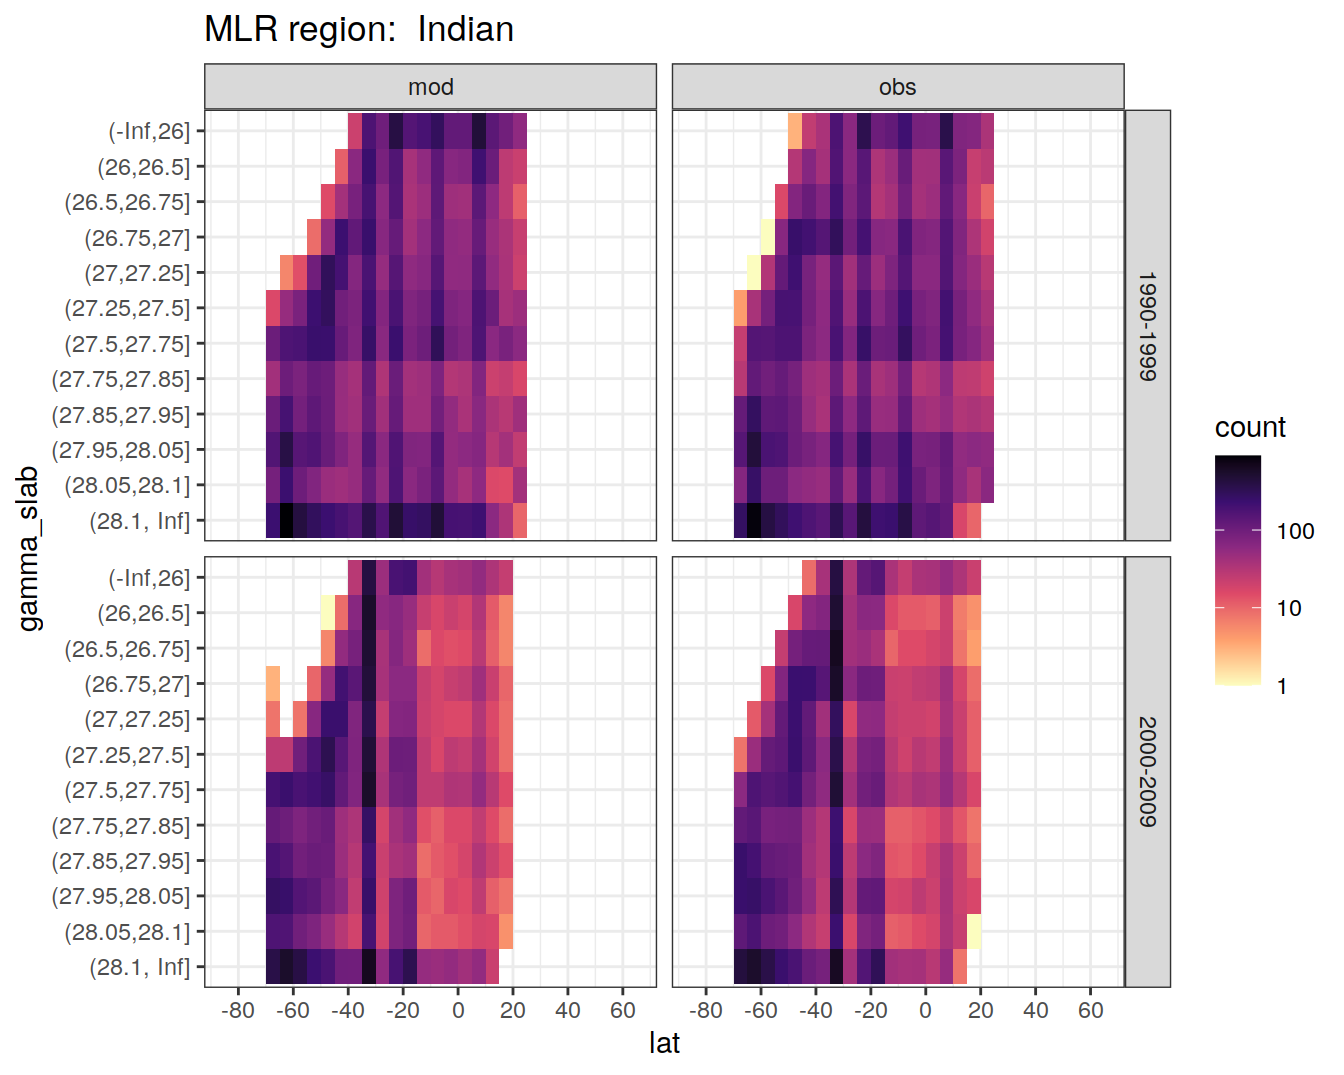 MLR region:  Indian
mod
obs
(-Inf,26]
(26,26.5]
(26.5,26.75]
(26.75,27]
(27,27.25]
(27.25,27.5]
(27.5,27.75]
(27.75,27.85]
(27.85,27.95]
(27.95,28.05]
(28.05,28.1]
(28.1, Inf]
1990-1999
(-Inf,26]
(26,26.5]
(26.5,26.75]
(26.75,27]
(27,27.25]
(27.25,27.5]
(27.5,27.75]
(27.75,27.85]
(27.85,27.95]
(27.95,28.05]
(28.05,28.1]
(28.1, Inf]
2000-2009
gamma_slab
-80 -60 -40 -20 0 20 40 60
-80 -60 -40 -20 0 20 40 60
lat
count
100
10
1